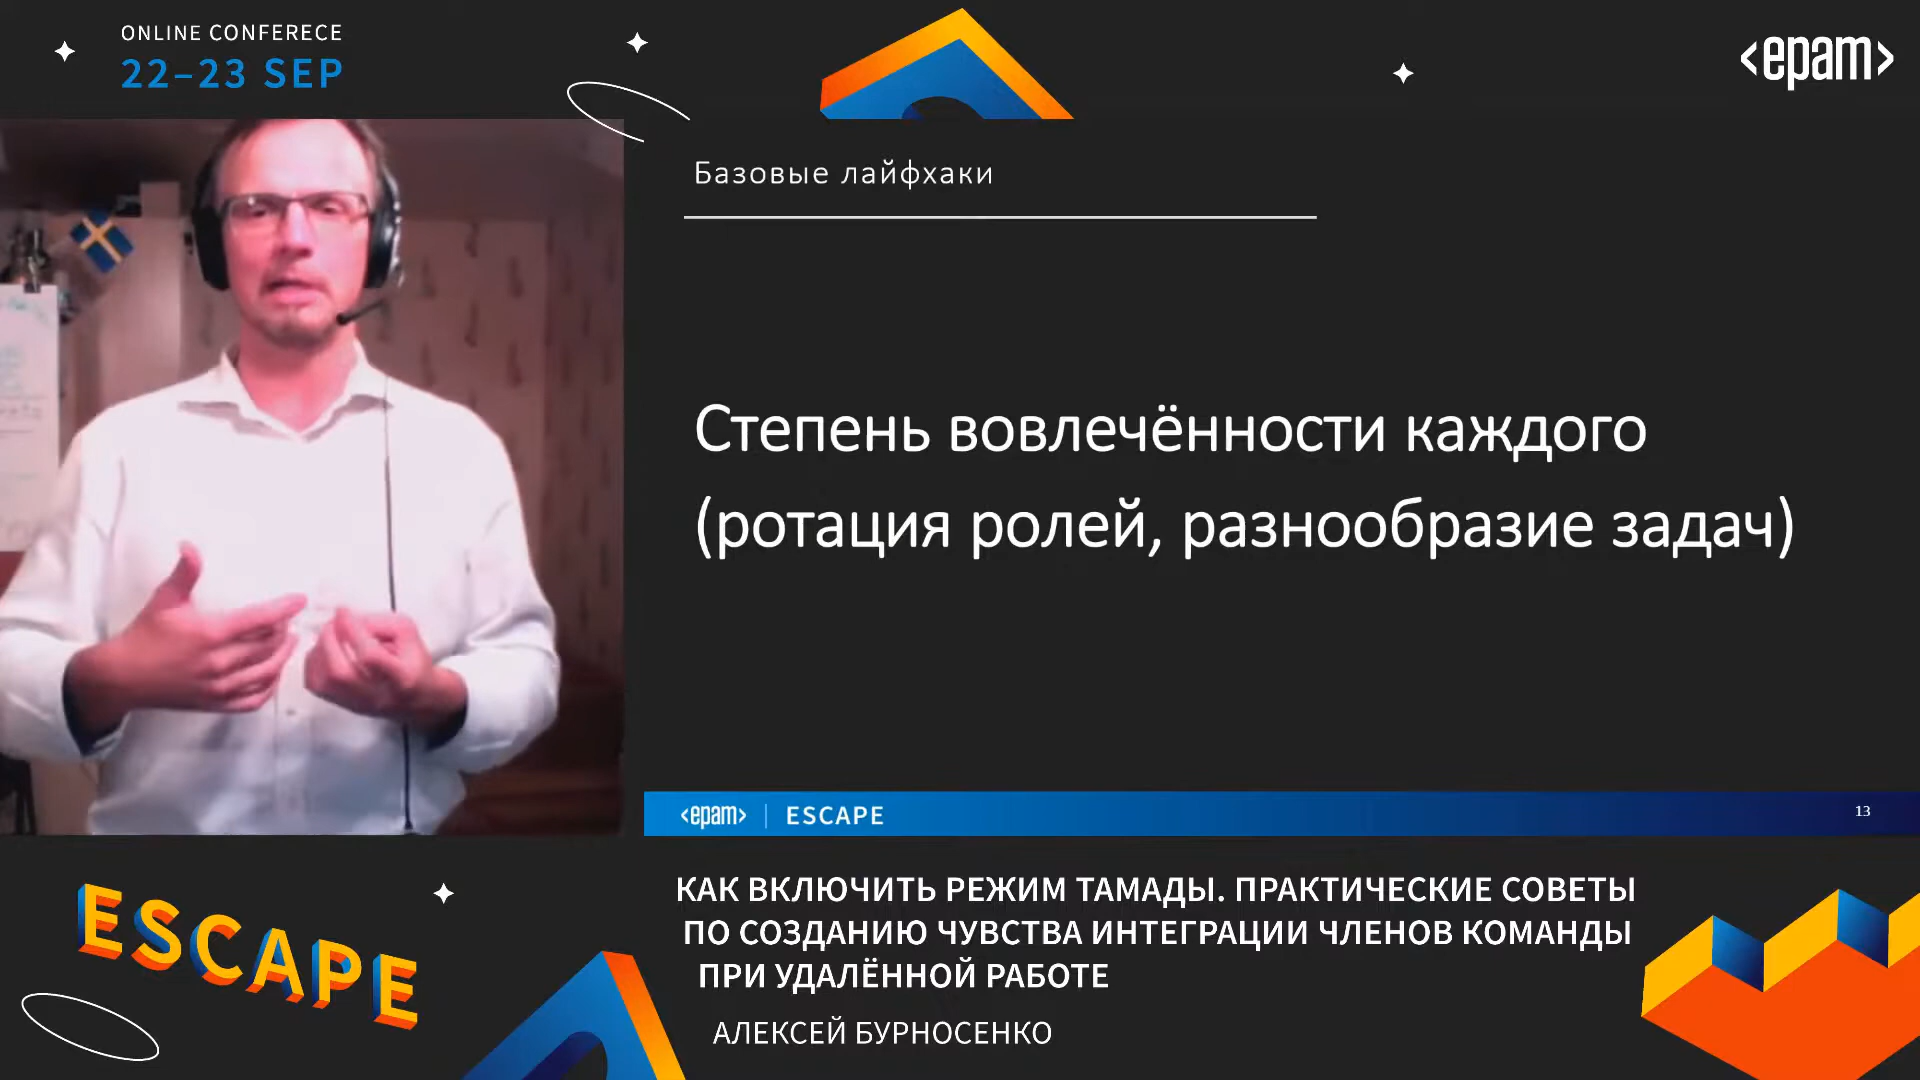 ONLINE CONFERECE
22–23 SEP
<epam>
Базовые лайфхаки
Степень вовлечённости каждого
(ротация ролей, разнообразие задач)
<epam> | ESCAPE
13
ESCAPE
КАК ВКЛЮЧИТЬ РЕЖИМ ТАМАДЫ. ПРАКТИЧЕСКИЕ СОВЕТЫ
ПО СОЗДАНИЮ ЧУВСТВА ИНТЕГРАЦИИ ЧЛЕНОВ КОМАНДЫ
ПРИ УДАЛЁННОЙ РАБОТЕ
АЛЕКСЕЙ БУРНОСЕНКО